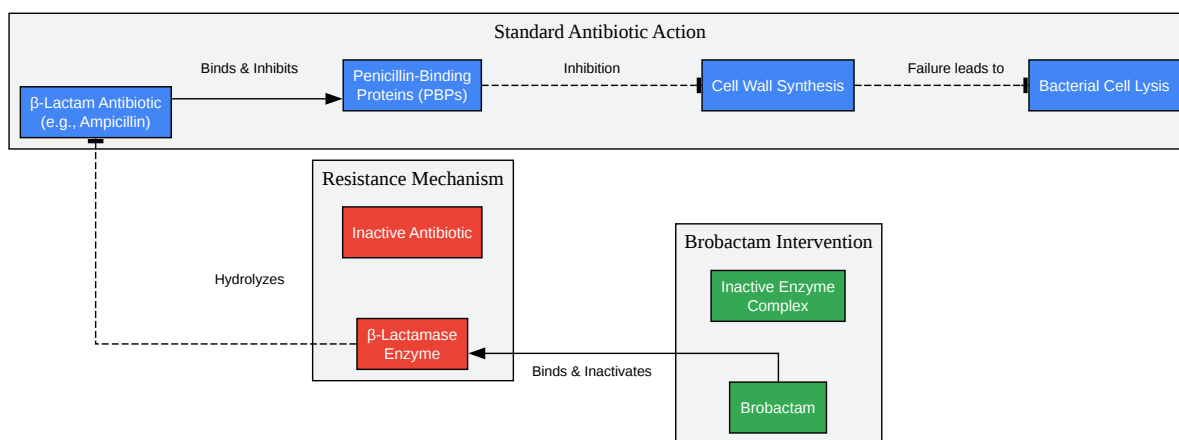 Standard Antibiotic Action
β-Lactam Antibiotic
(e.g., Ampicillin)
Binds & Inhibits
Penicillin-Binding
Proteins (PBPs)
Inhibition
Cell Wall Synthesis
Failure leads to
Bacterial Cell Lysis
Resistance Mechanism
Inactive Antibiotic
Hydrolyzes
β-Lactamase
Enzyme
Brobactam Intervention
Inactive Enzyme
Complex
Binds & Inactivates
Brobactam